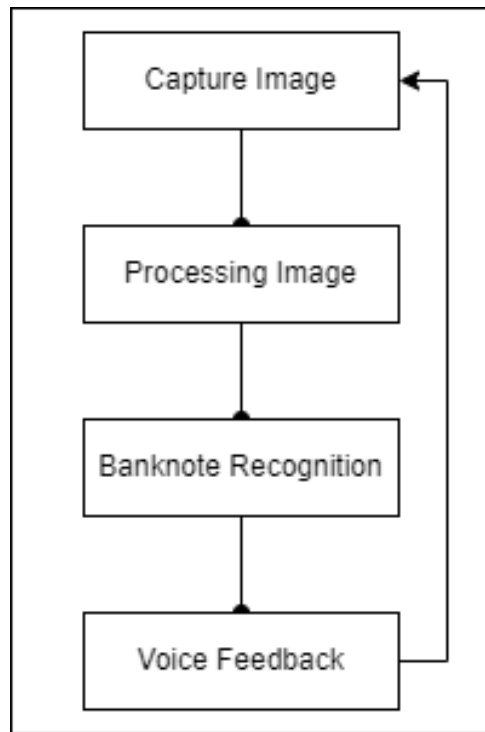 Capture Image
Processing Image
Banknote Recognition
Voice Feedback